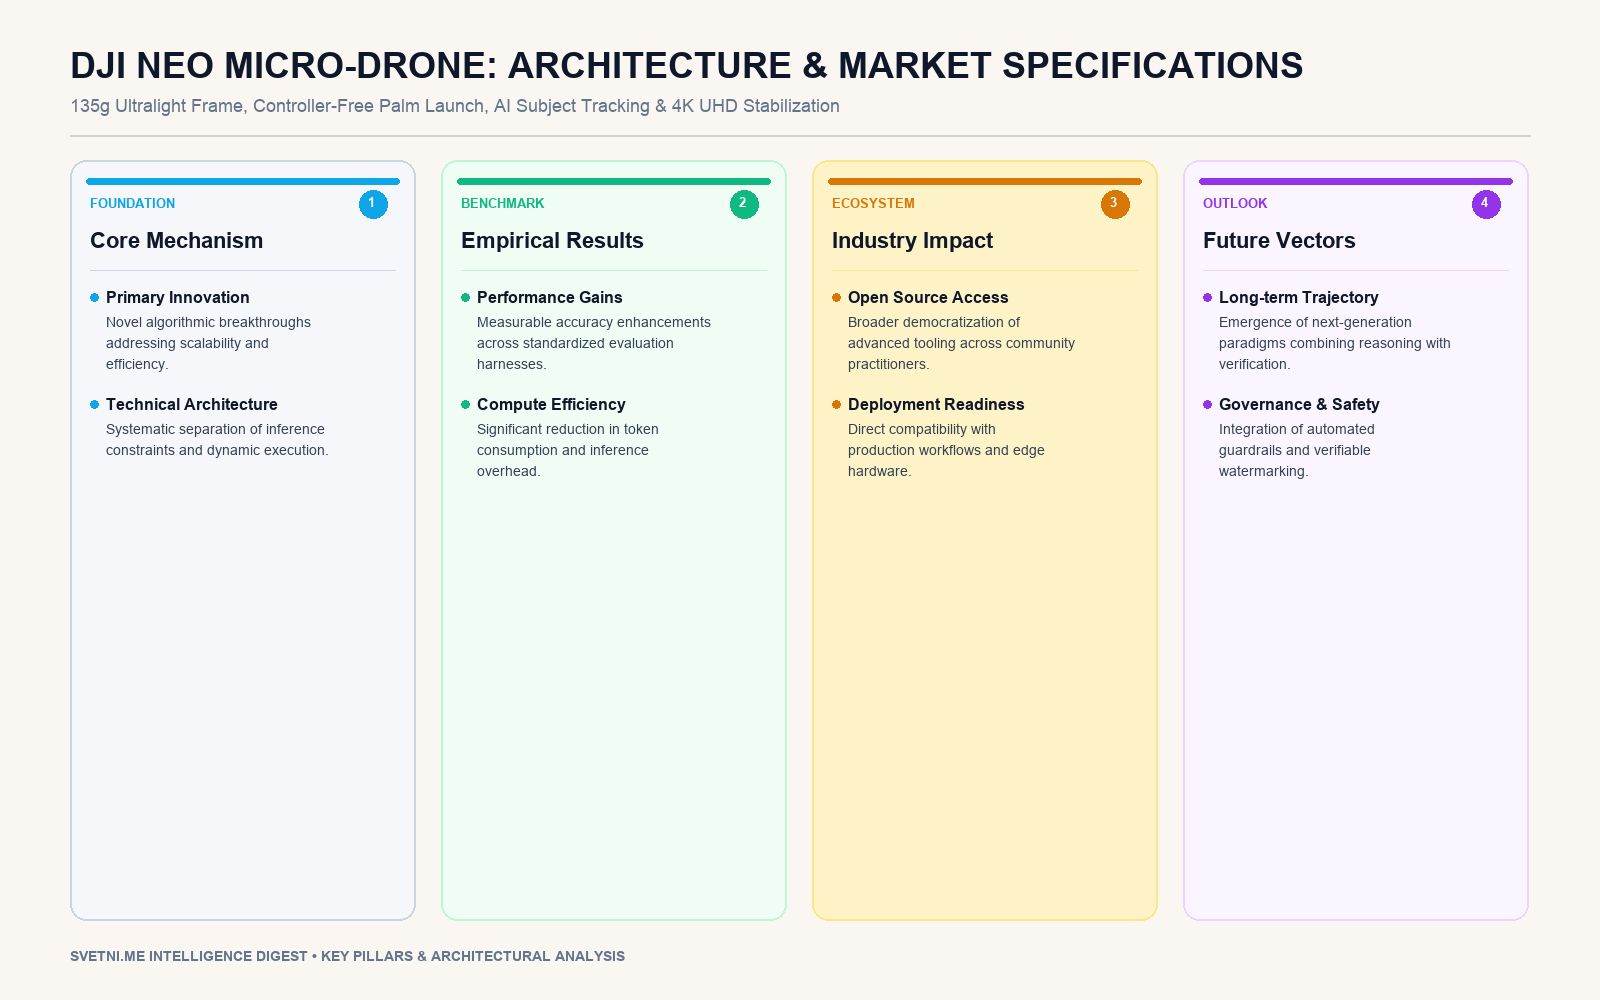 DJI NEO MICRO-DRONE: ARCHITECTURE & MARKET SPECIFICATIONS
135g Ultralight Frame, Controller-Free Palm Launch, AI Subject Tracking & 4K UHD Stabilization
FOUNDATION
1
Core Mechanism
Primary Innovation
Novel algorithmic breakthroughs
addressing scalability and
efficiency.
Technical Architecture
Systematic separation of inference
constraints and dynamic execution.
BENCHMARK
2
Empirical Results
Performance Gains
Measurable accuracy enhancements
across standardized evaluation
harnesses.
Compute Efficiency
Significant reduction in token
consumption and inference
overhead.
ECOSYSTEM
3
Industry Impact
Open Source Access
Broader democratization of
advanced tooling across community
practitioners.
Deployment Readiness
Direct compatibility with
production workflows and edge
hardware.
OUTLOOK
4
Future Vectors
Long-term Trajectory
Emergence of next-generation
paradigms combining reasoning with
verification.
Governance & Safety
Integration of automated
guardrails and verifiable
watermarking.
SVETNI.ME INTELLIGENCE DIGEST • KEY PILLARS & ARCHITECTURAL ANALYSIS